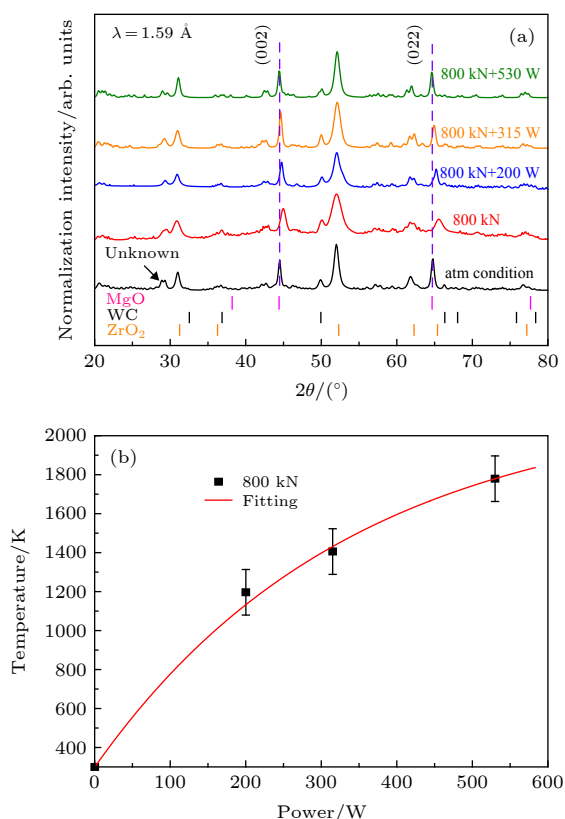 λ = 1.59 Å
(002)
(022)
(a)
800 kN+530 W
800 kN+315 W
800 kN+200 W
800 kN
Unknown
atm condition
MgO
WC
ZrO₂
20 30 40 50 60 70 80
2θ/(°)
Normalization intensity/arb. units
(b)
800 kN
Fitting
2000
1800
1600
1400
1200
1000
800
600
400
0 100 200 300 400 500 600
Power/W
Temperature/K